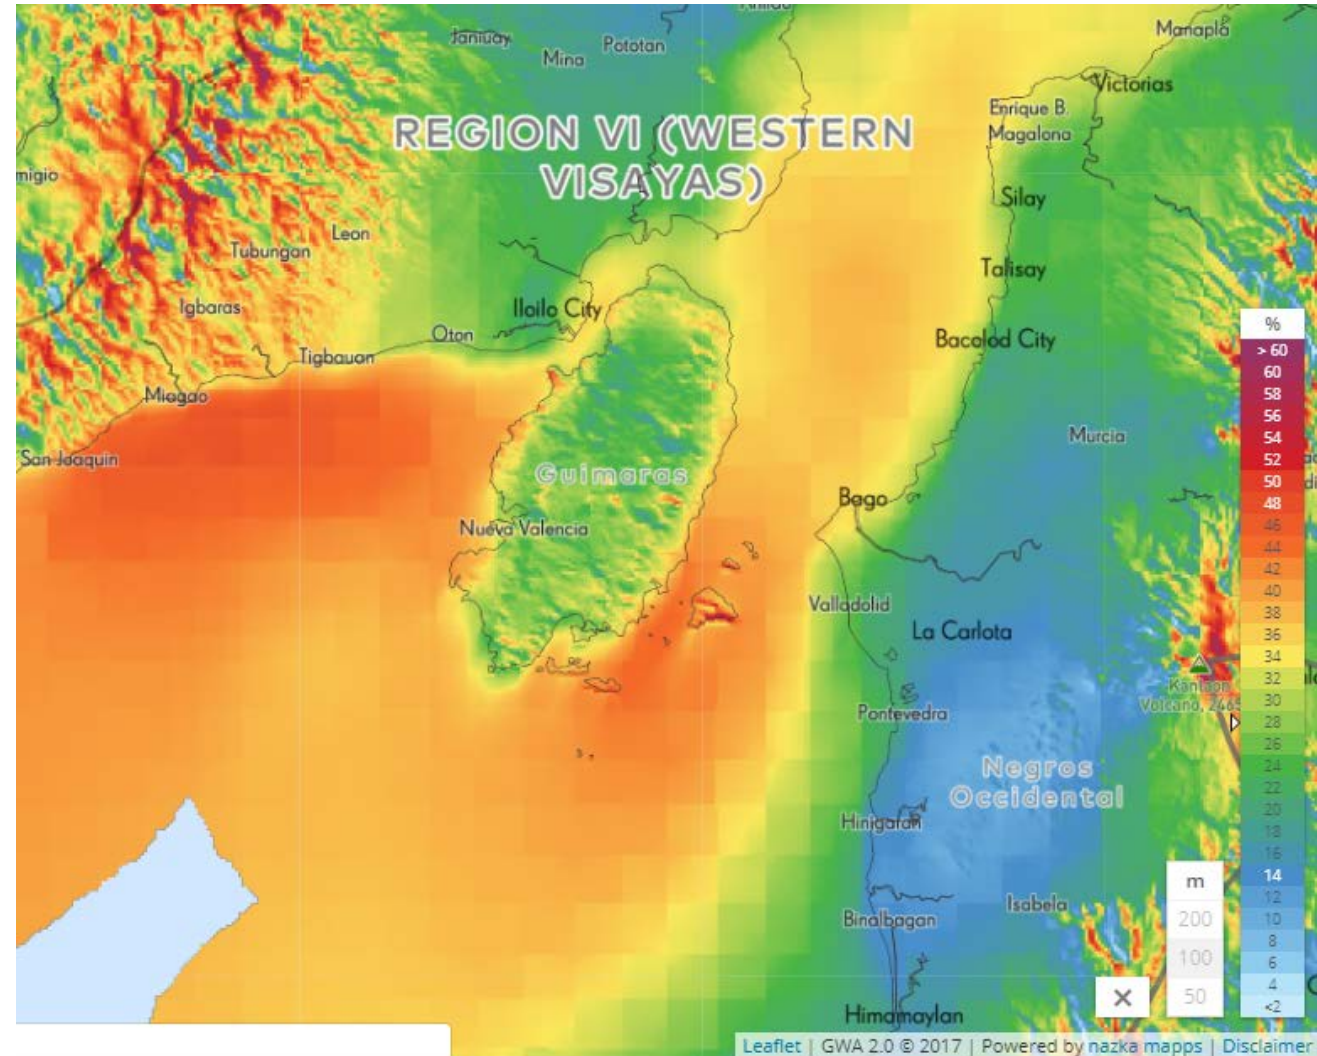 Janiuay
Mina
Pototan
Manapla
Victorias
REGION VI (WESTERN
VISAYAS)
Enrique B.
Magalona
migio
Silay
Leon
Tubungan
Talisay
Igbaras
Iloilo City
Oton
Bacolod City
Tigbauan
Miagao
Murcia
San Joaquin
Guimaras
Bago
Nueva Valencia
Valladolid
La Carlota
Kanlaon
Volcano, 2465
Pontevedra
Negros
Occidental
Hinigaran
Isabela
Binalbagan
Himamaylan
%
> 60
60
58
56
54
52
50
48
46
44
42
40
38
36
34
32
30
28
26
24
22
20
18
16
14
12
10
8
6
4
<2
m
200
100
50
×
Leaflet | GWA 2.0 © 2017 | Powered by nazka mapps | Disclaimer